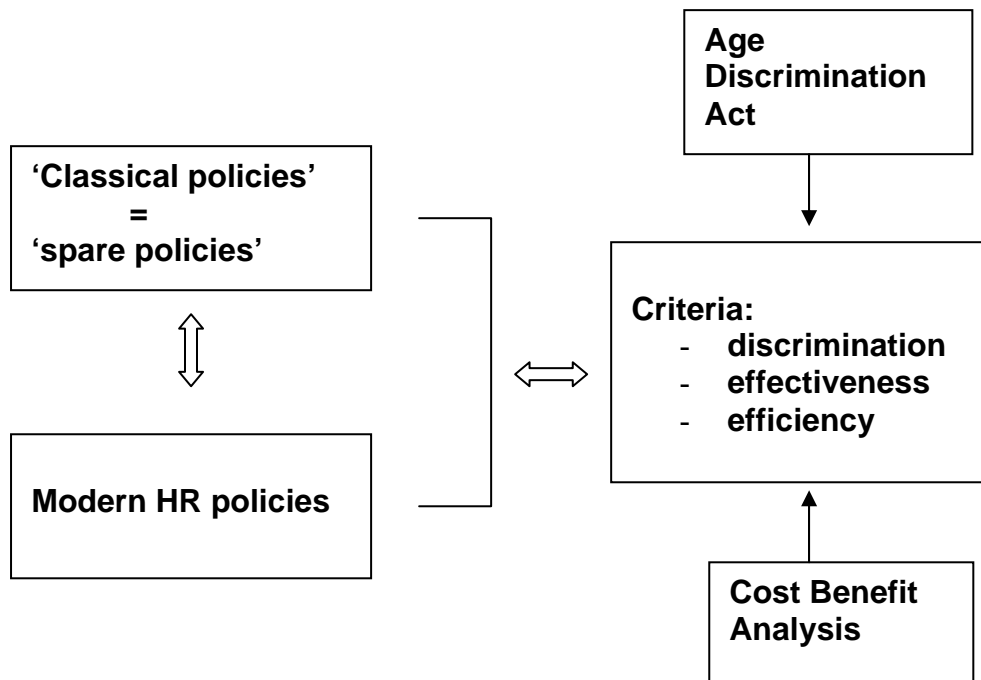 Age
Discrimination
Act
‘Classical policies’
=
‘spare policies’
Criteria:
- discrimination
- effectiveness
- efficiency
Modern HR policies
Cost Benefit
Analysis